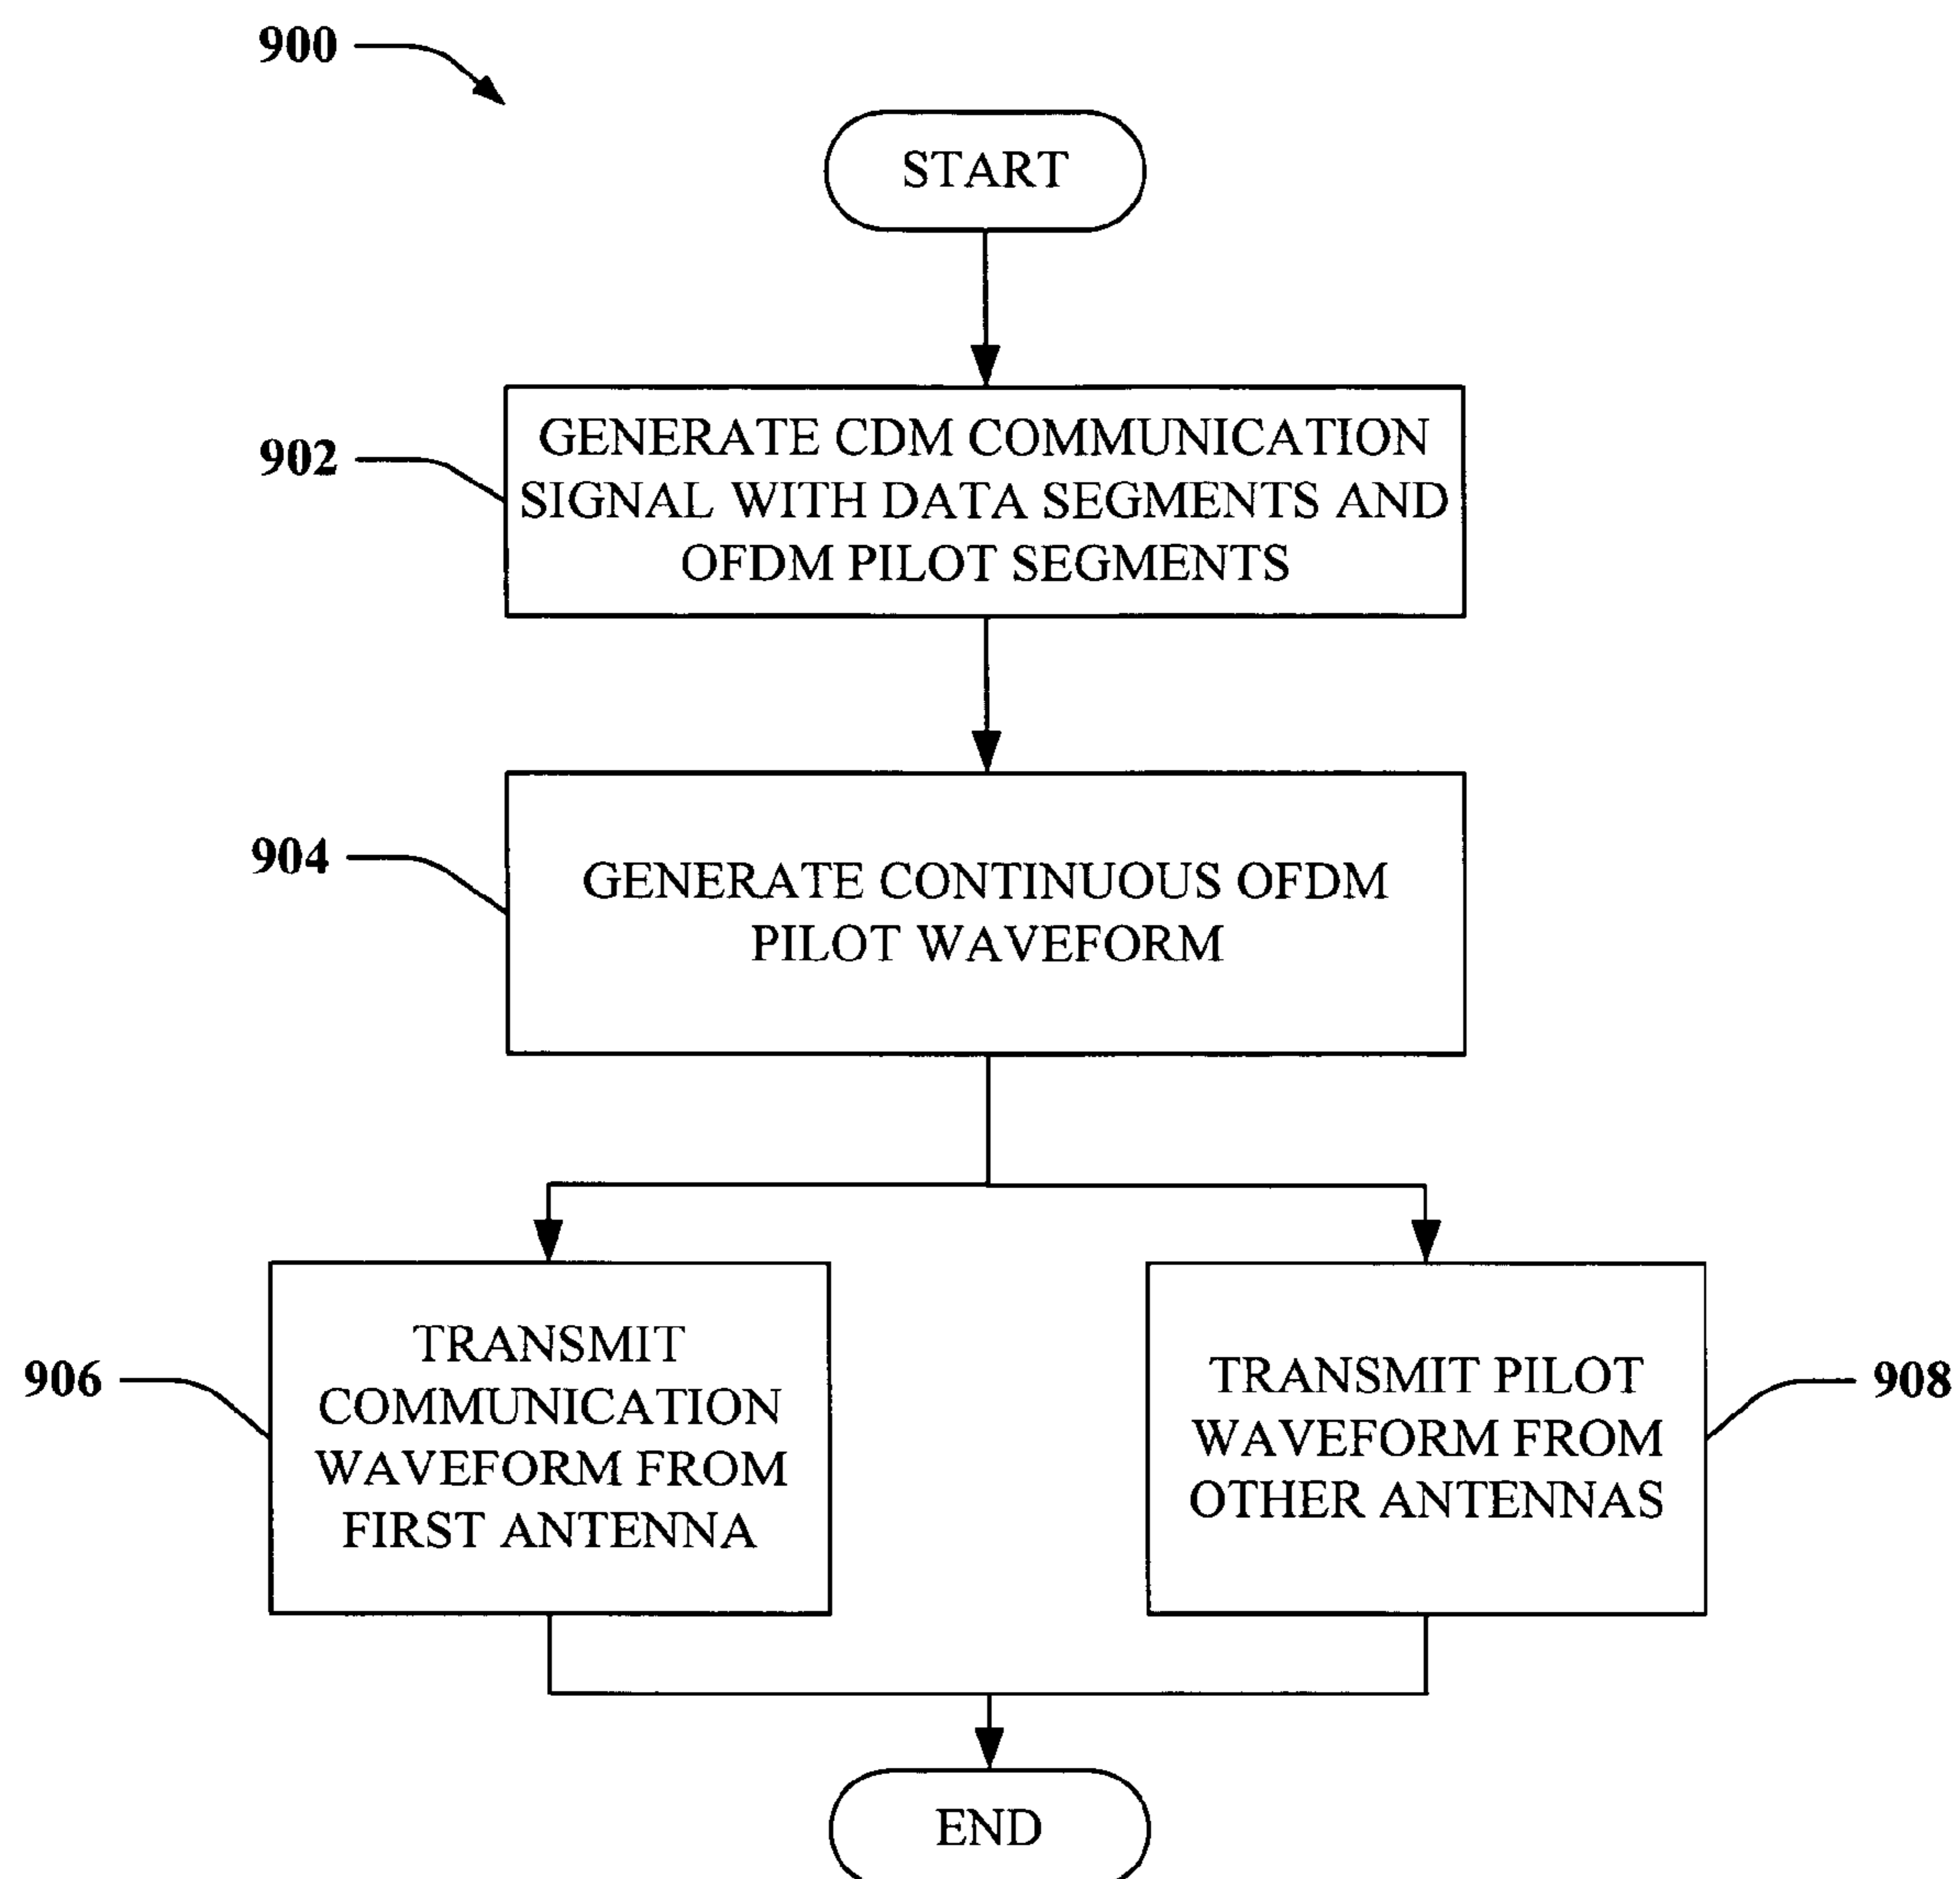 900
START
902
GENERATE CDM COMMUNICATION
SIGNAL WITH DATA SEGMENTS AND
OFDM PILOT SEGMENTS
904
GENERATE CONTINUOUS OFDM
PILOT WAVEFORM
906
TRANSMIT
COMMUNICATION
WAVEFORM FROM
FIRST ANTENNA
TRANSMIT PILOT
WAVEFORM FROM
OTHER ANTENNAS
908
END